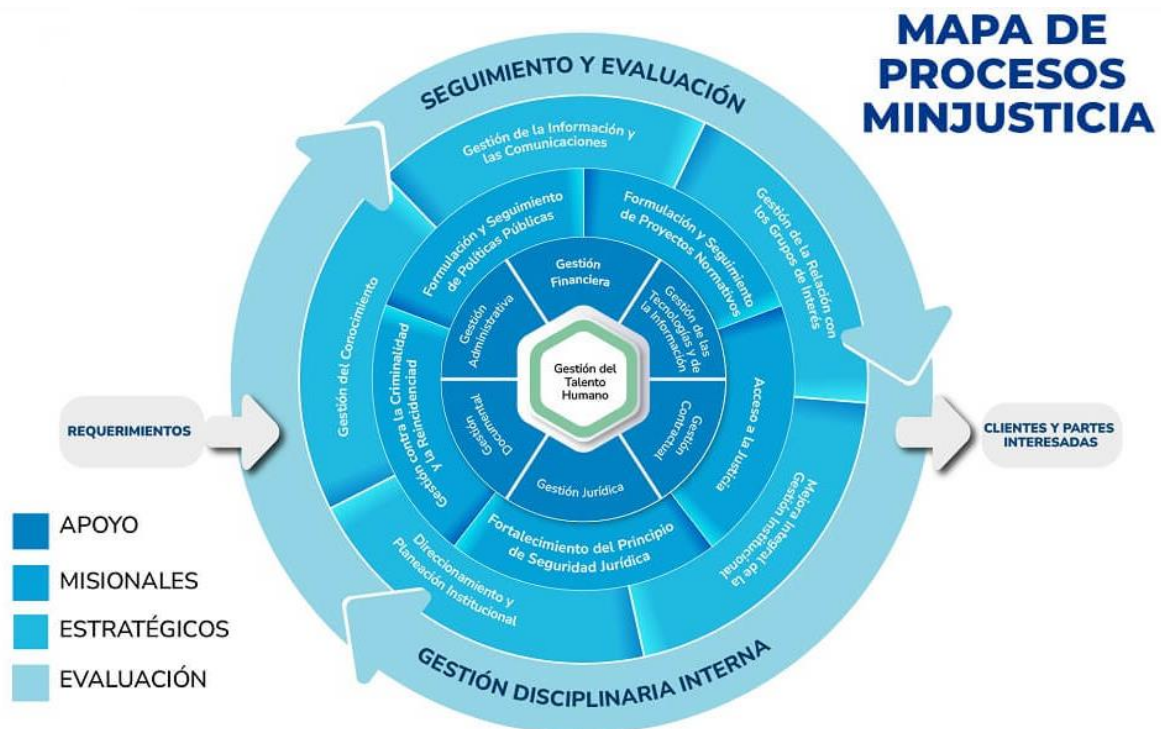 MAPA DE
PROCESOS
MINJUSTICIA
SEGUIMIENTO Y EVALUACIÓN
Gestión de la Información y
las Comunicaciones
Gestión de la Relación con
los Grupos de Interés
Mejora Integral de la
Gestión Institucional
Direccionamiento y
Planeación Institucional
Gestión del Conocimiento
Formulación y Seguimiento
de Políticas Públicas
Formulación y Seguimiento
de Proyectos Normativos
Acceso a la Justicia
Fortalecimiento del Principio
de Seguridad Jurídica
Gestión contra la Criminalidad
y la Reincidenciad
Gestión
Financiera
Gestión de las
Tecnologías y de
la Información
Gestión
Contractual
Gestión Jurídica
Gestión
Documental
Gestión
Administrativa
Gestión del
Talento
Humano
REQUERIMIENTOS
CLIENTES Y PARTES
INTERESADAS
GESTIÓN DISCIPLINARIA INTERNA
APOYO
MISIONALES
ESTRATÉGICOS
EVALUACIÓN